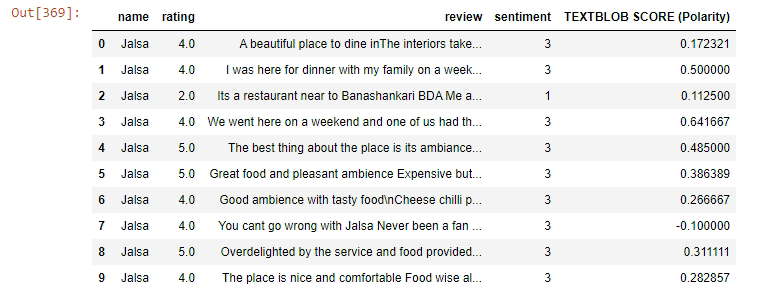 Out[369]:
name rating review sentiment TEXTBLOB SCORE (Polarity)
0 Jalsa 4.0 A beautiful place to dine inThe interiors take... 3 0.172321
1 Jalsa 4.0 I was here for dinner with my family on a week... 3 0.500000
2 Jalsa 2.0 Its a restaurant near to Banashankari BDA Me a... 1 0.112500
3 Jalsa 4.0 We went here on a weekend and one of us had th... 3 0.641667
4 Jalsa 5.0 The best thing about the place is its ambiance... 3 0.485000
5 Jalsa 5.0 Great food and pleasant ambience Expensive but... 3 0.386389
6 Jalsa 4.0 Good ambience with tasty food\nCheese chilli p... 3 0.266667
7 Jalsa 4.0 You cant go wrong with Jalsa Never been a fan ... 3 -0.100000
8 Jalsa 5.0 Overdelighted by the service and food provided... 3 0.311111
9 Jalsa 4.0 The place is nice and comfortable Food wise al... 3 0.282857